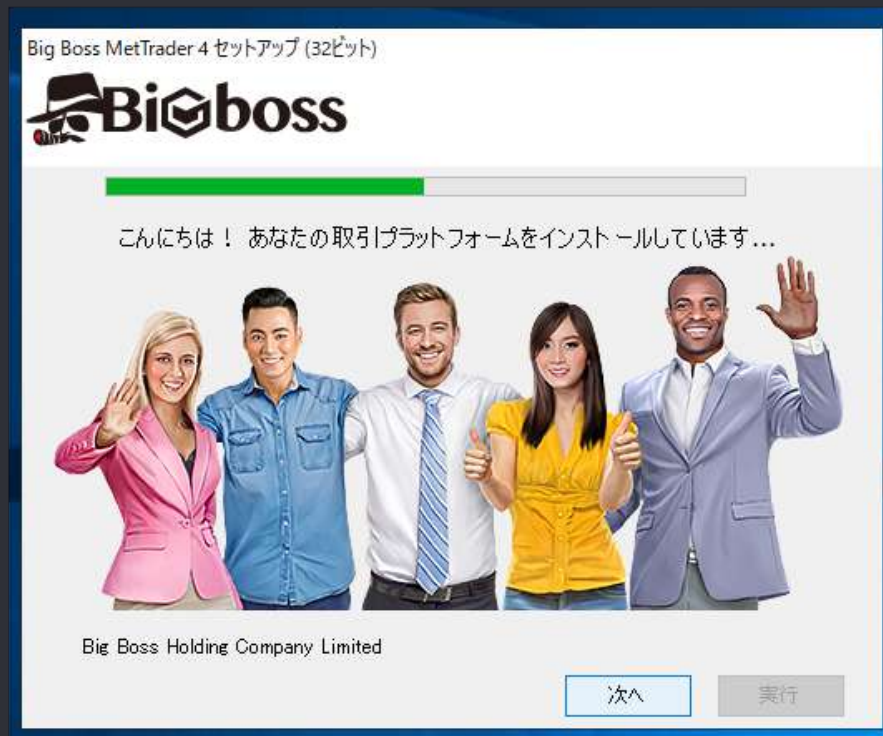 Big Boss MetTrader 4 セットアップ (32ビット)
Bigboss
こんにちは！ あなたの取引プラットフォームをインストールしています...
Big Boss Holding Company Limited
次へ
実行